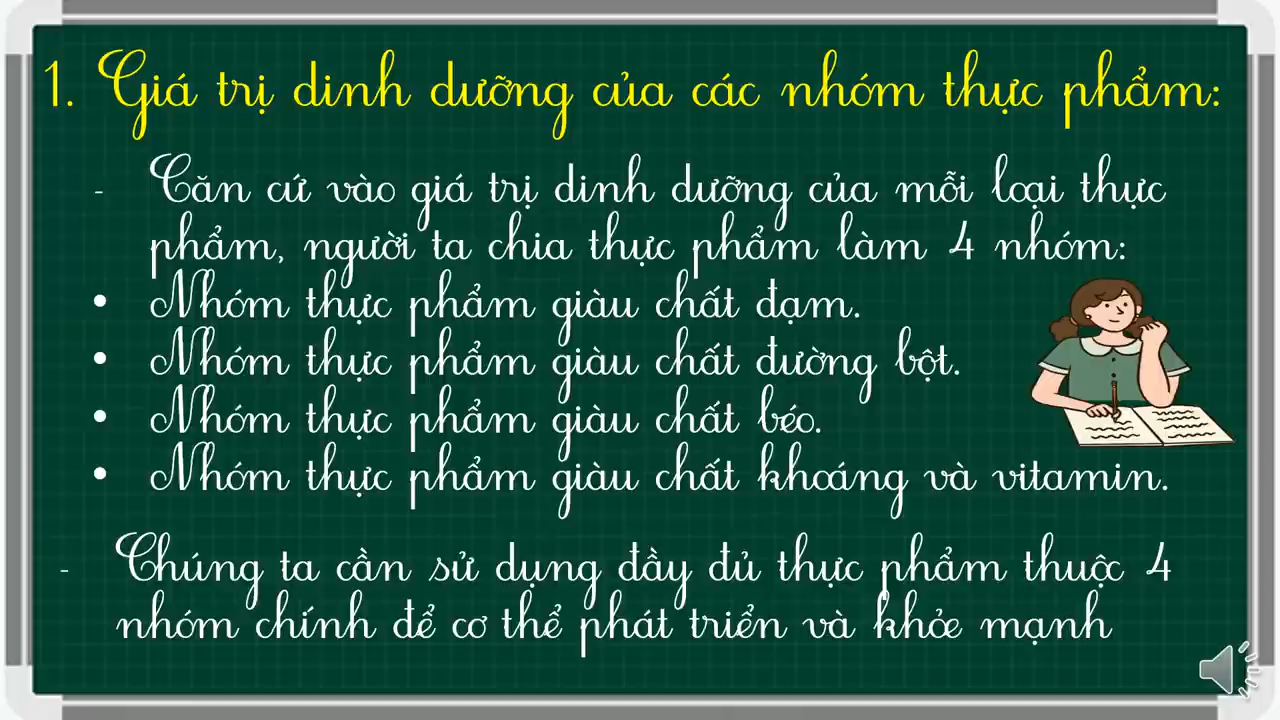 1. Giá trị dinh dưỡng của các nhóm thực phẩm:
- Căn cứ vào giá trị dinh dưỡng của mỗi loại thực
phẩm, người ta chia thực phẩm làm 4 nhóm:
• Nhóm thực phẩm giàu chất đạm.
• Nhóm thực phẩm giàu chất đường bột.
• Nhóm thực phẩm giàu chất béo.
• Nhóm thực phẩm giàu chất khoáng và vitamin.
- Chúng ta cần sử dụng đầy đủ thực phẩm thuộc 4
nhóm chính để cơ thể phát triển và khỏe mạnh